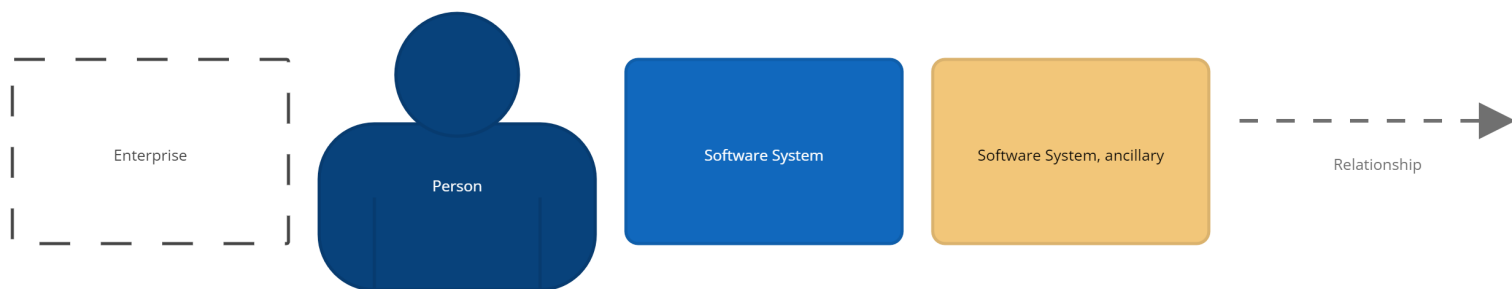 Enterprise
Person
Software System
Software System, ancillary
Relationship